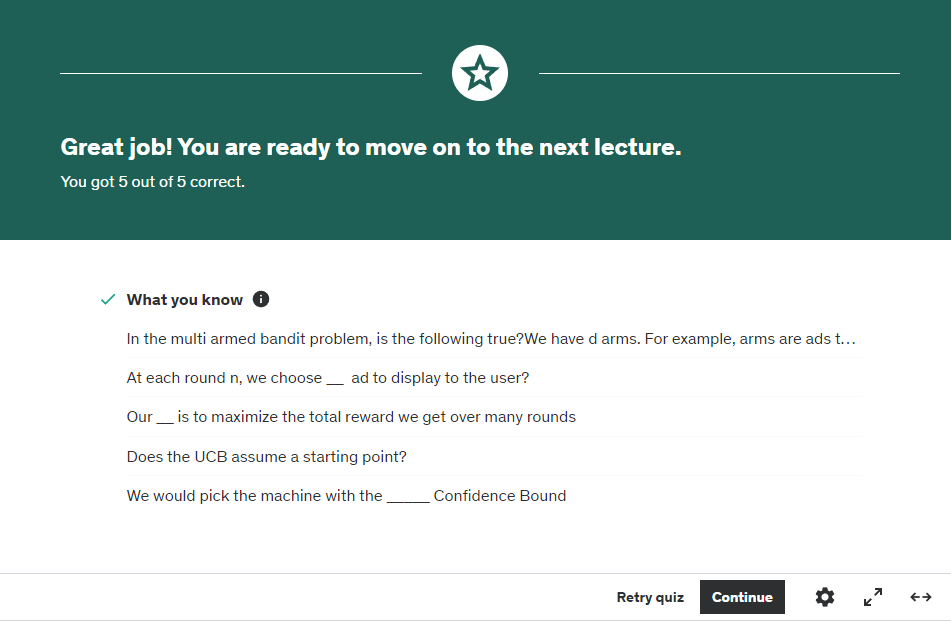 Great job! You are ready to move on to the next lecture.
You got 5 out of 5 correct.
What you know
In the multi armed bandit problem, is the following true?We have d arms. For example, arms are ads t...
At each round n, we choose __ ad to display to the user?
Our __ is to maximize the total reward we get over many rounds
Does the UCB assume a starting point?
We would pick the machine with the _____ Confidence Bound
Retry quiz
Continue